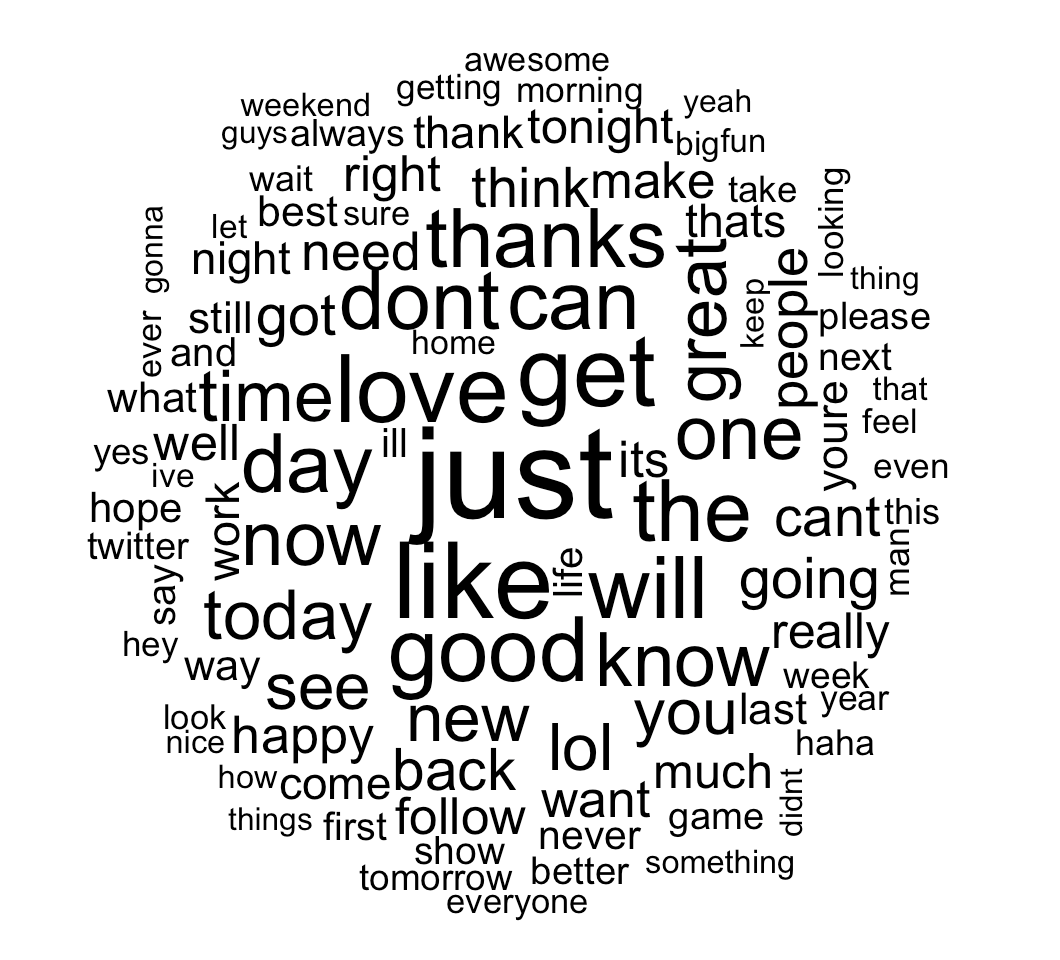 awesome
getting morning
weekend yeah
guys always thank tonight big fun
wait right think make take looking
let best sure thanks thats
gonna night need great keep people thing
still got dont can please
ever and home next
what time love get youre that
yes well day ill just its one feel
ive even
hope work now the cant this
twitter like life will going man
say today
hey good know really
way see week
look new you last year
nice happy lol haha
how come back much didnt
things first follow want game
show never
tomorrow better something
everyone